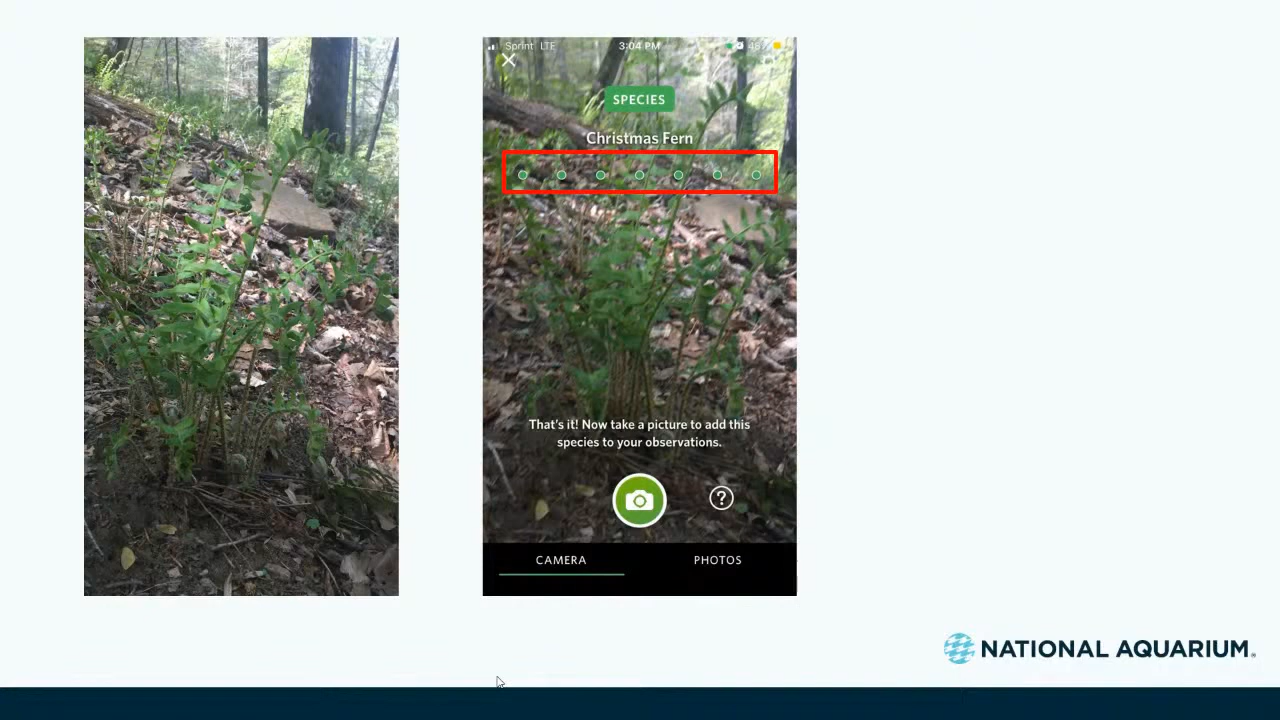 Sprint LTE
3:04 PM
SPECIES
Christmas Fern
That's it! Now take a picture to add this
species to your observations.
?
CAMERA
PHOTOS
NATIONAL AQUARIUM